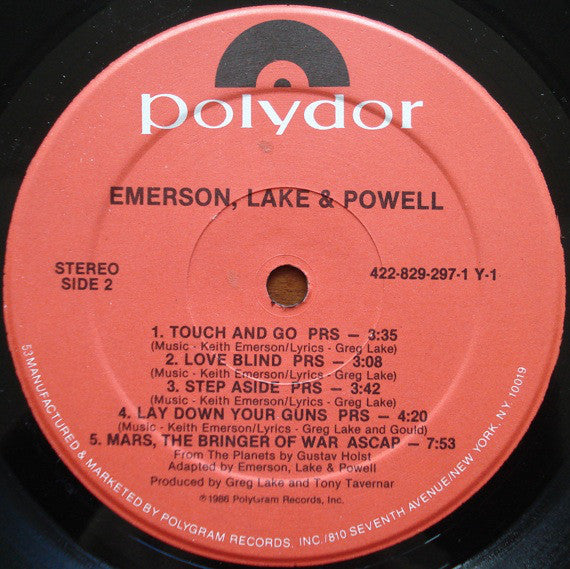 polydor
EMERSON, LAKE & POWELL
STEREO
SIDE 2
422-829-297-1 Y-1
1. TOUCH AND GO PRS – 3:35
(Music - Keith Emerson/Lyrics - Greg Lake)
2. LOVE BLIND PRS – 3:08
(Music - Keith Emerson/Lyrics - Greg Lake)
3. STEP ASIDE PRS – 3:42
(Music - Keith Emerson/Lyrics - Greg Lake)
4. LAY DOWN YOUR GUNS PRS – 4:20
(Music - Keith Emerson/Lyrics - Greg Lake and Gould)
5. MARS, THE BRINGER OF WAR ASCAP – 7:53
From The Planets by Gustav Holst
Adapted by Emerson, Lake & Powell
Produced by Greg Lake and Tony Tavernar
℗1986 PolyGram Records, Inc.
53 MANUFACTURED & MARKETED BY POLYGRAM RECORDS, INC./810 SEVENTH AVENUE/NEW YORK, N.Y. 10019